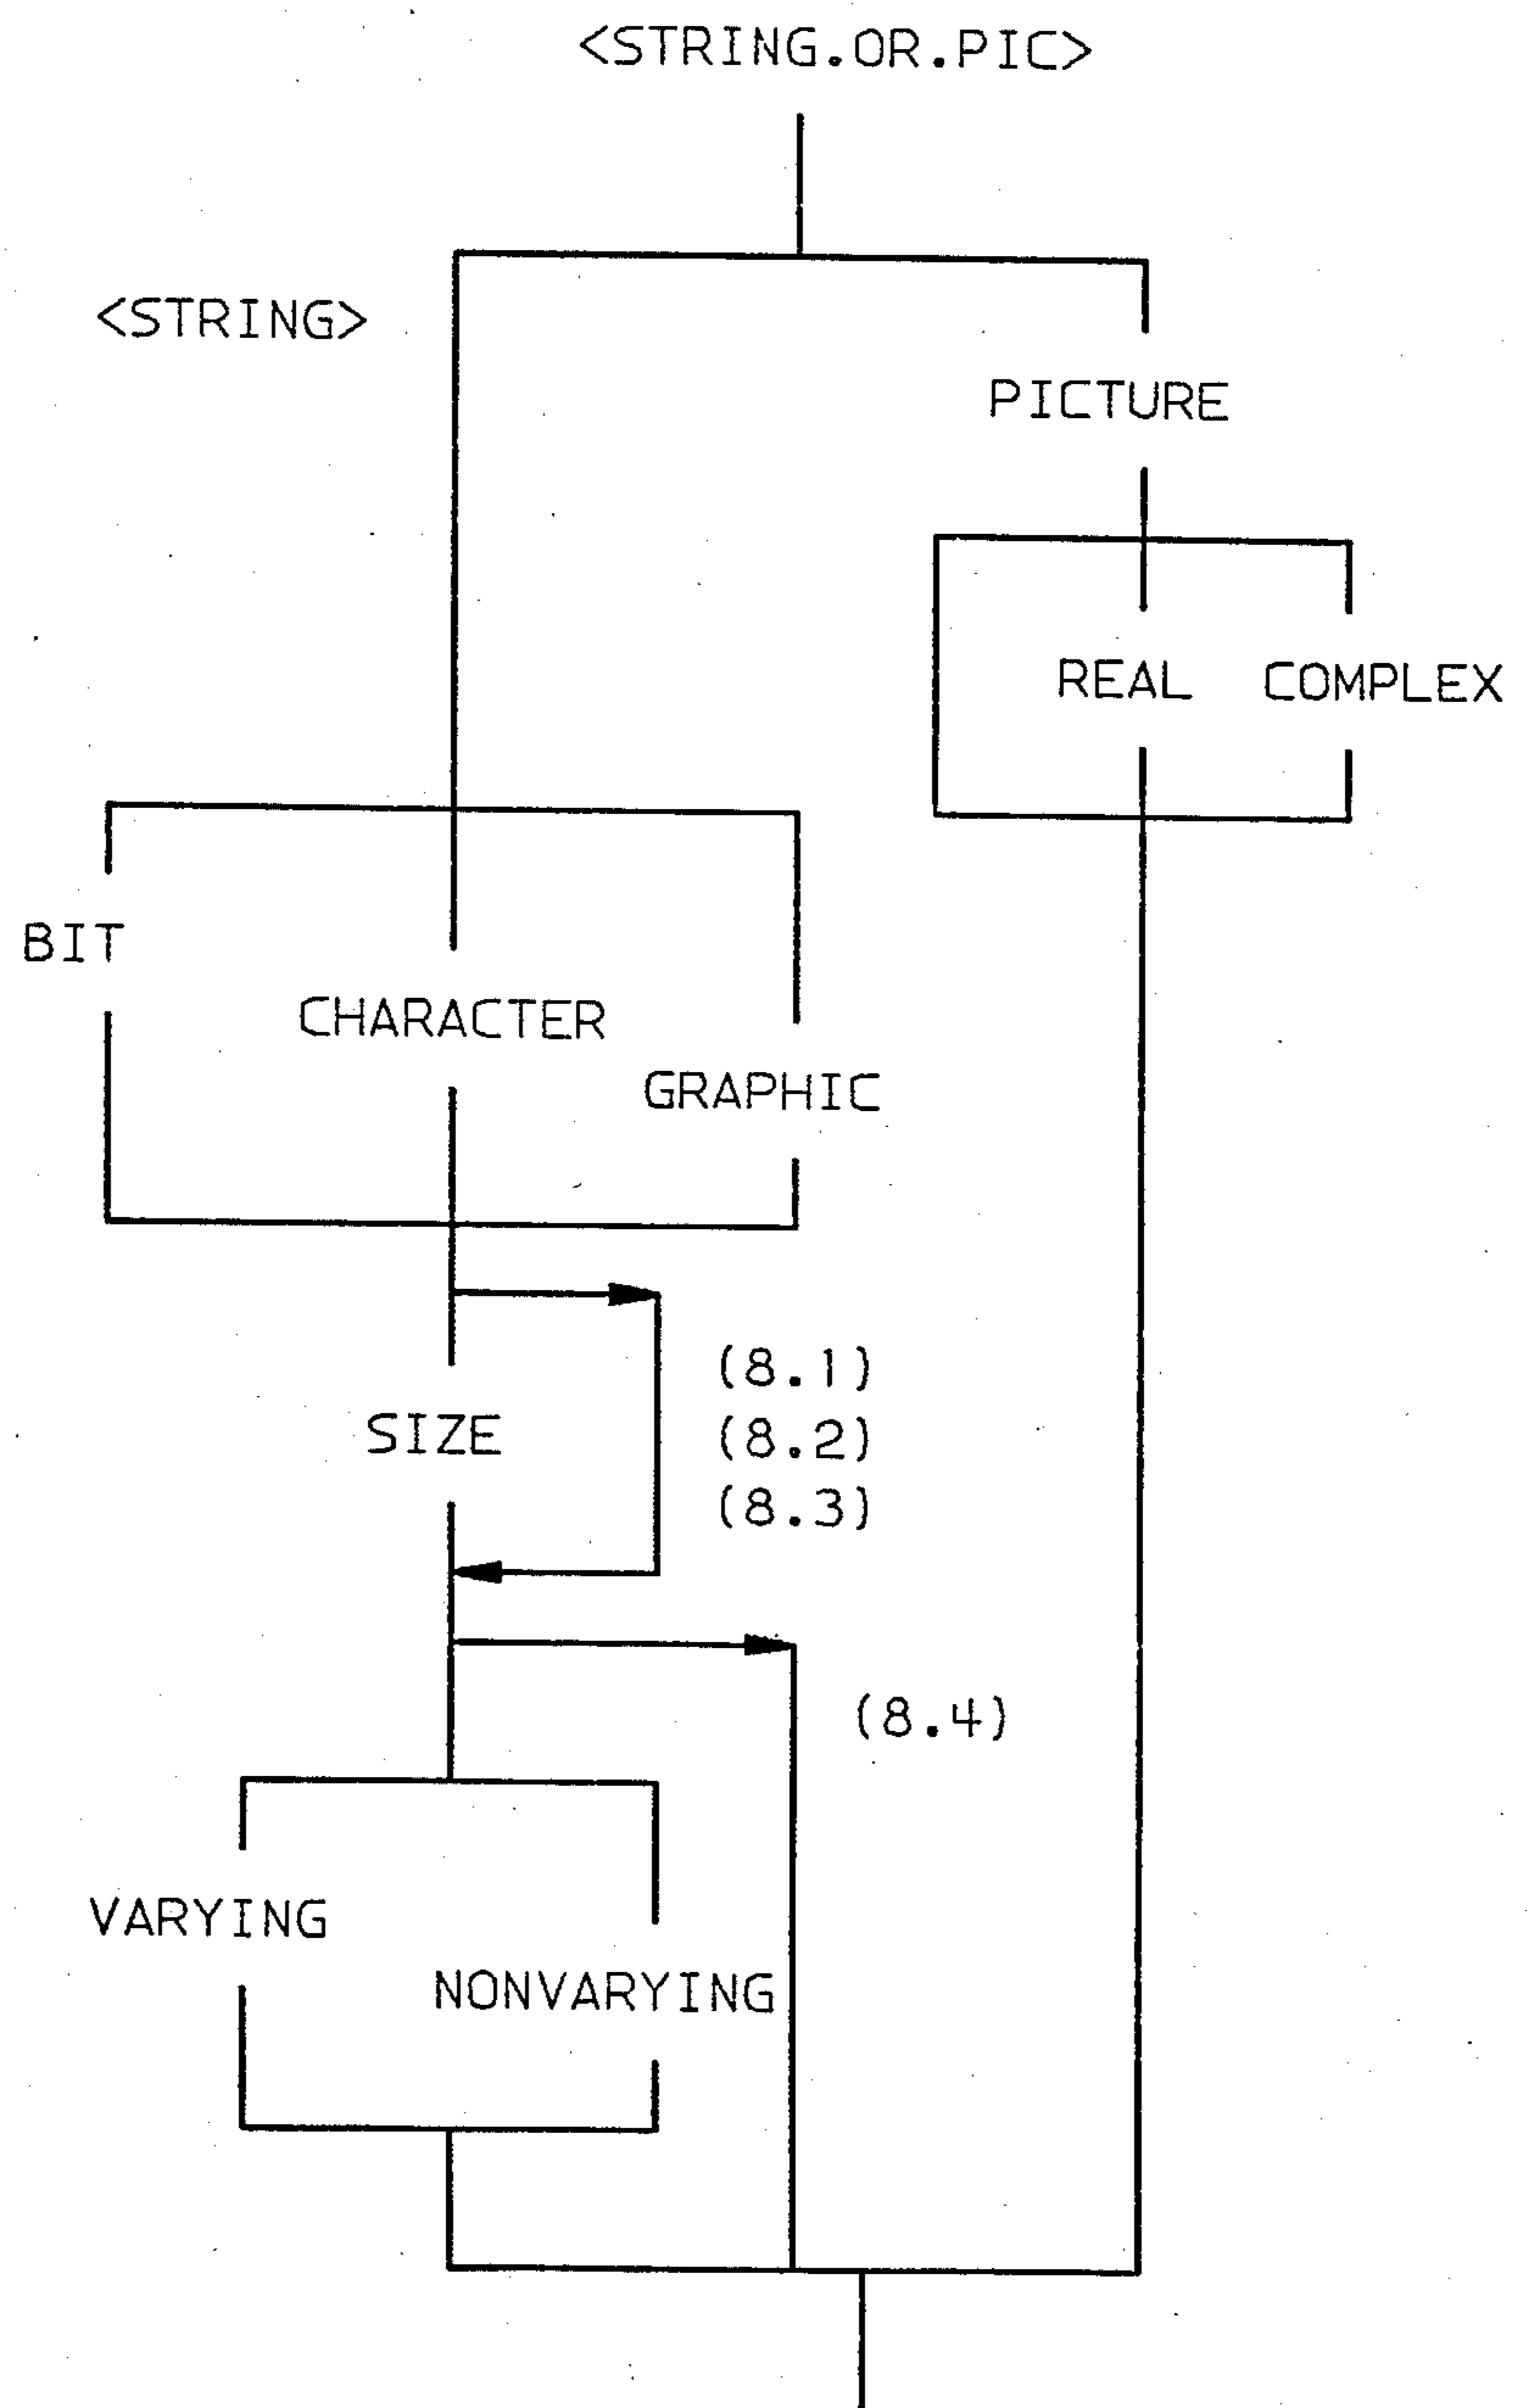 <STRING.OR.PIC>
<STRING>
PICTURE
REAL COMPLEX
BIT
CHARACTER
GRAPHIC
(8.1)
SIZE
(8.2)
(8.3)
(8.4)
VARYING
NONVARYING